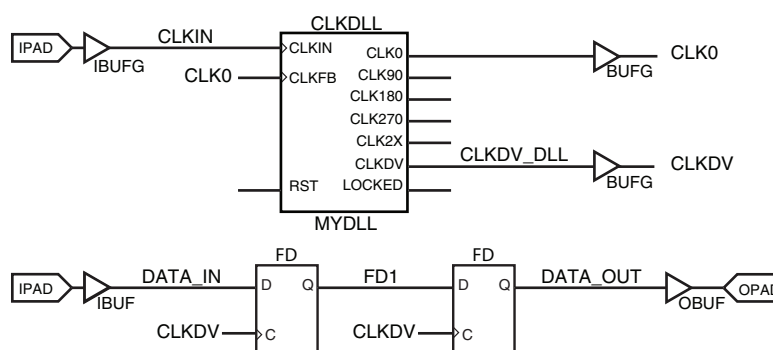 CLKDLL
IPAD
IBUFG
CLKIN
CLKIN
CLK0
BUFG
CLK0
CLK0
CLKFB
CLK90
CLK180
CLK270
CLK2X
CLKDV
CLKDV_DLL
BUFG
CLKDV
RST
LOCKED
MYDLL
FD
FD
IPAD
IBUF
DATA_IN
D
Q
FD1
D
Q
DATA_OUT
OBUF
OPAD
CLKDV
C
CLKDV
C